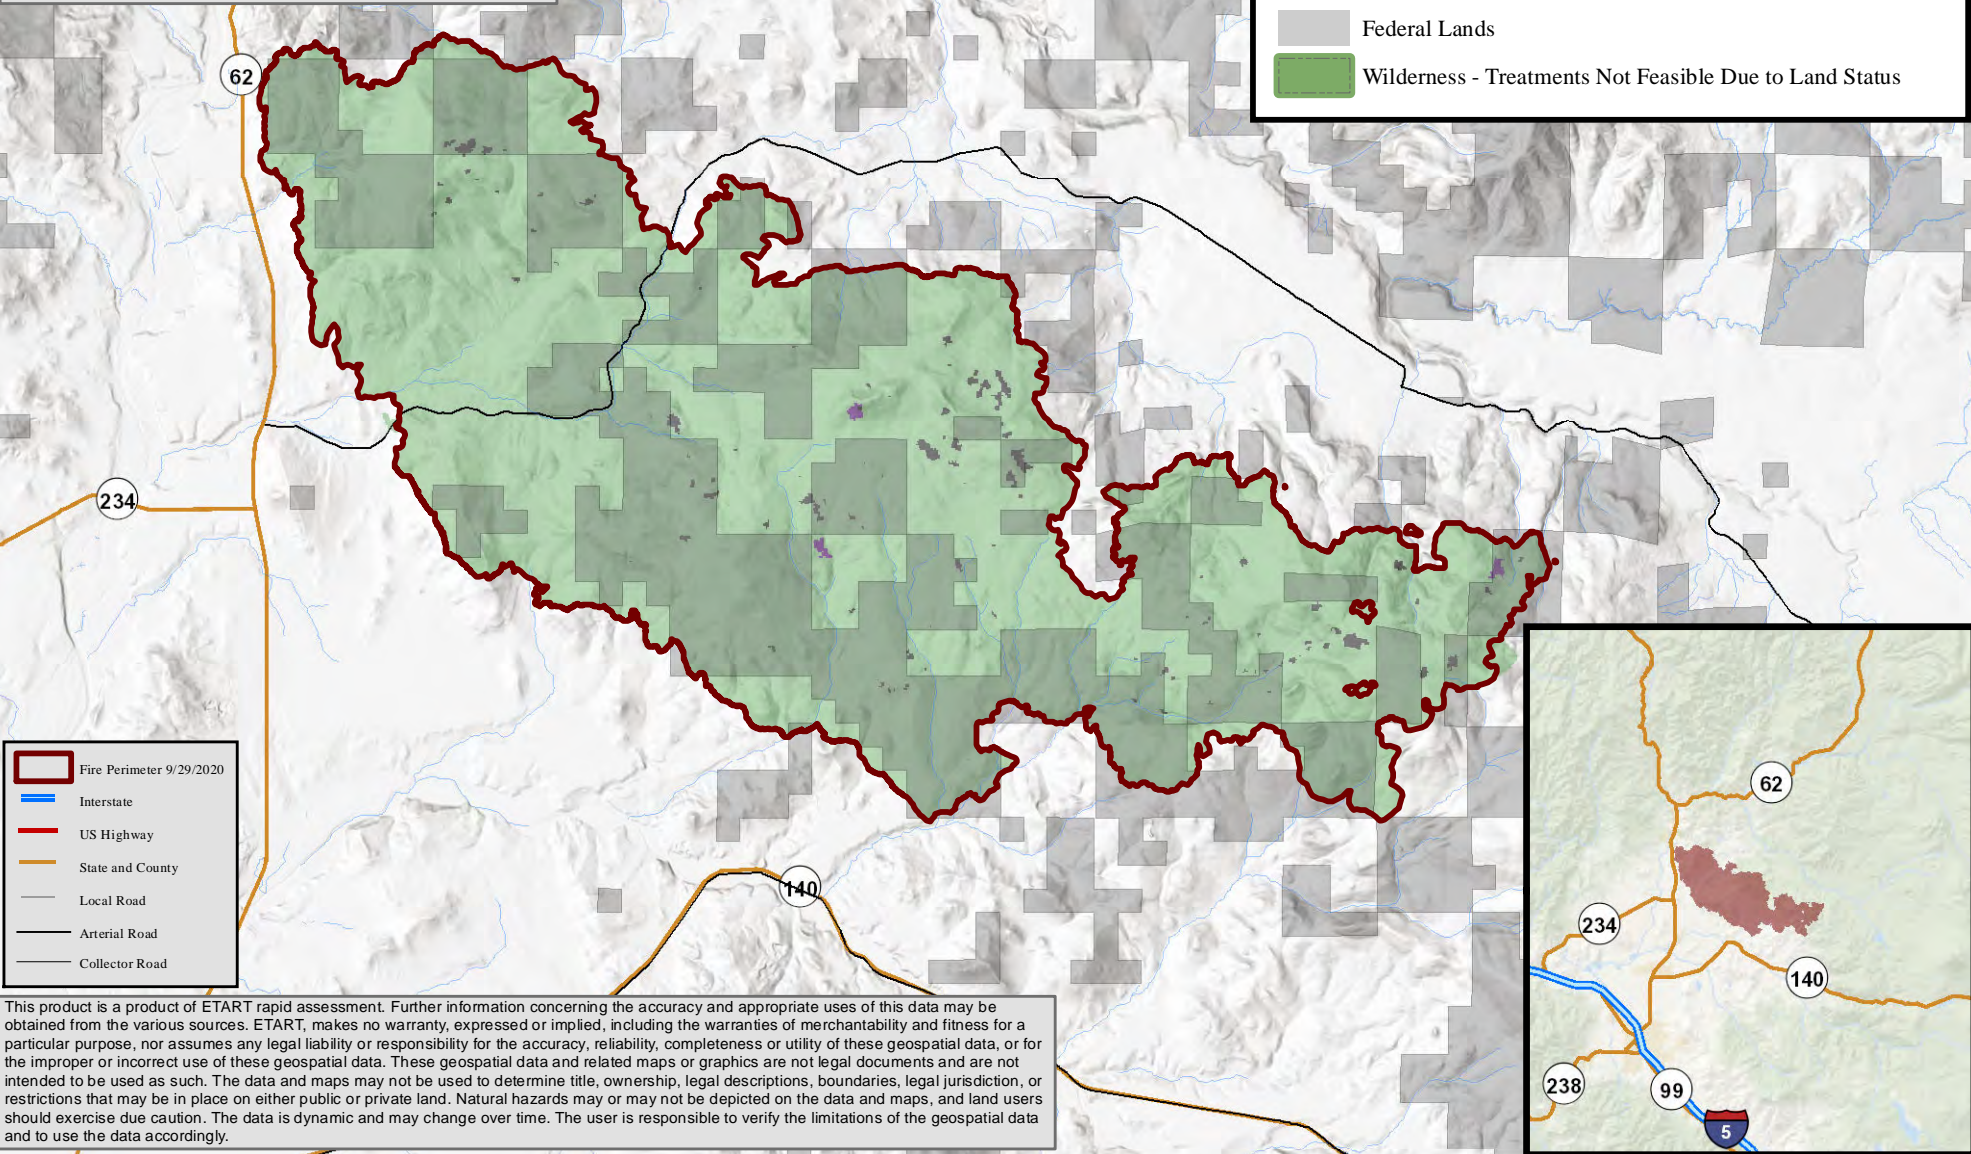 Federal Lands
Wilderness - Treatments Not Feasible Due to Land Status
62
234
140
Fire Perimeter 9/29/2020
Interstate
US Highway
State and County
Local Road
Arterial Road
Collector Road
62
234
140
238
99
5
This product is a product of ETART rapid assessment. Further information concerning the accuracy and appropriate uses of this data may be
obtained from the various sources. ETART, makes no warranty, expressed or implied, including the warranties of merchantability and fitness for a
particular purpose, nor assumes any legal liability or responsibility for the accuracy, reliability, completeness or utility of these geospatial data, or for
the improper or incorrect use of these geospatial data. These geospatial data and related maps or graphics are not legal documents and are not
intended to be used as such. The data and maps may not be used to determine title, ownership, legal descriptions, boundaries, legal jurisdiction, or
restrictions that may be in place on either public or private land. Natural hazards may or may not be depicted on the data and maps, and land users
should exercise due caution. The data is dynamic and may change over time. The user is responsible to verify the limitations of the geospatial data
and to use the data accordingly.